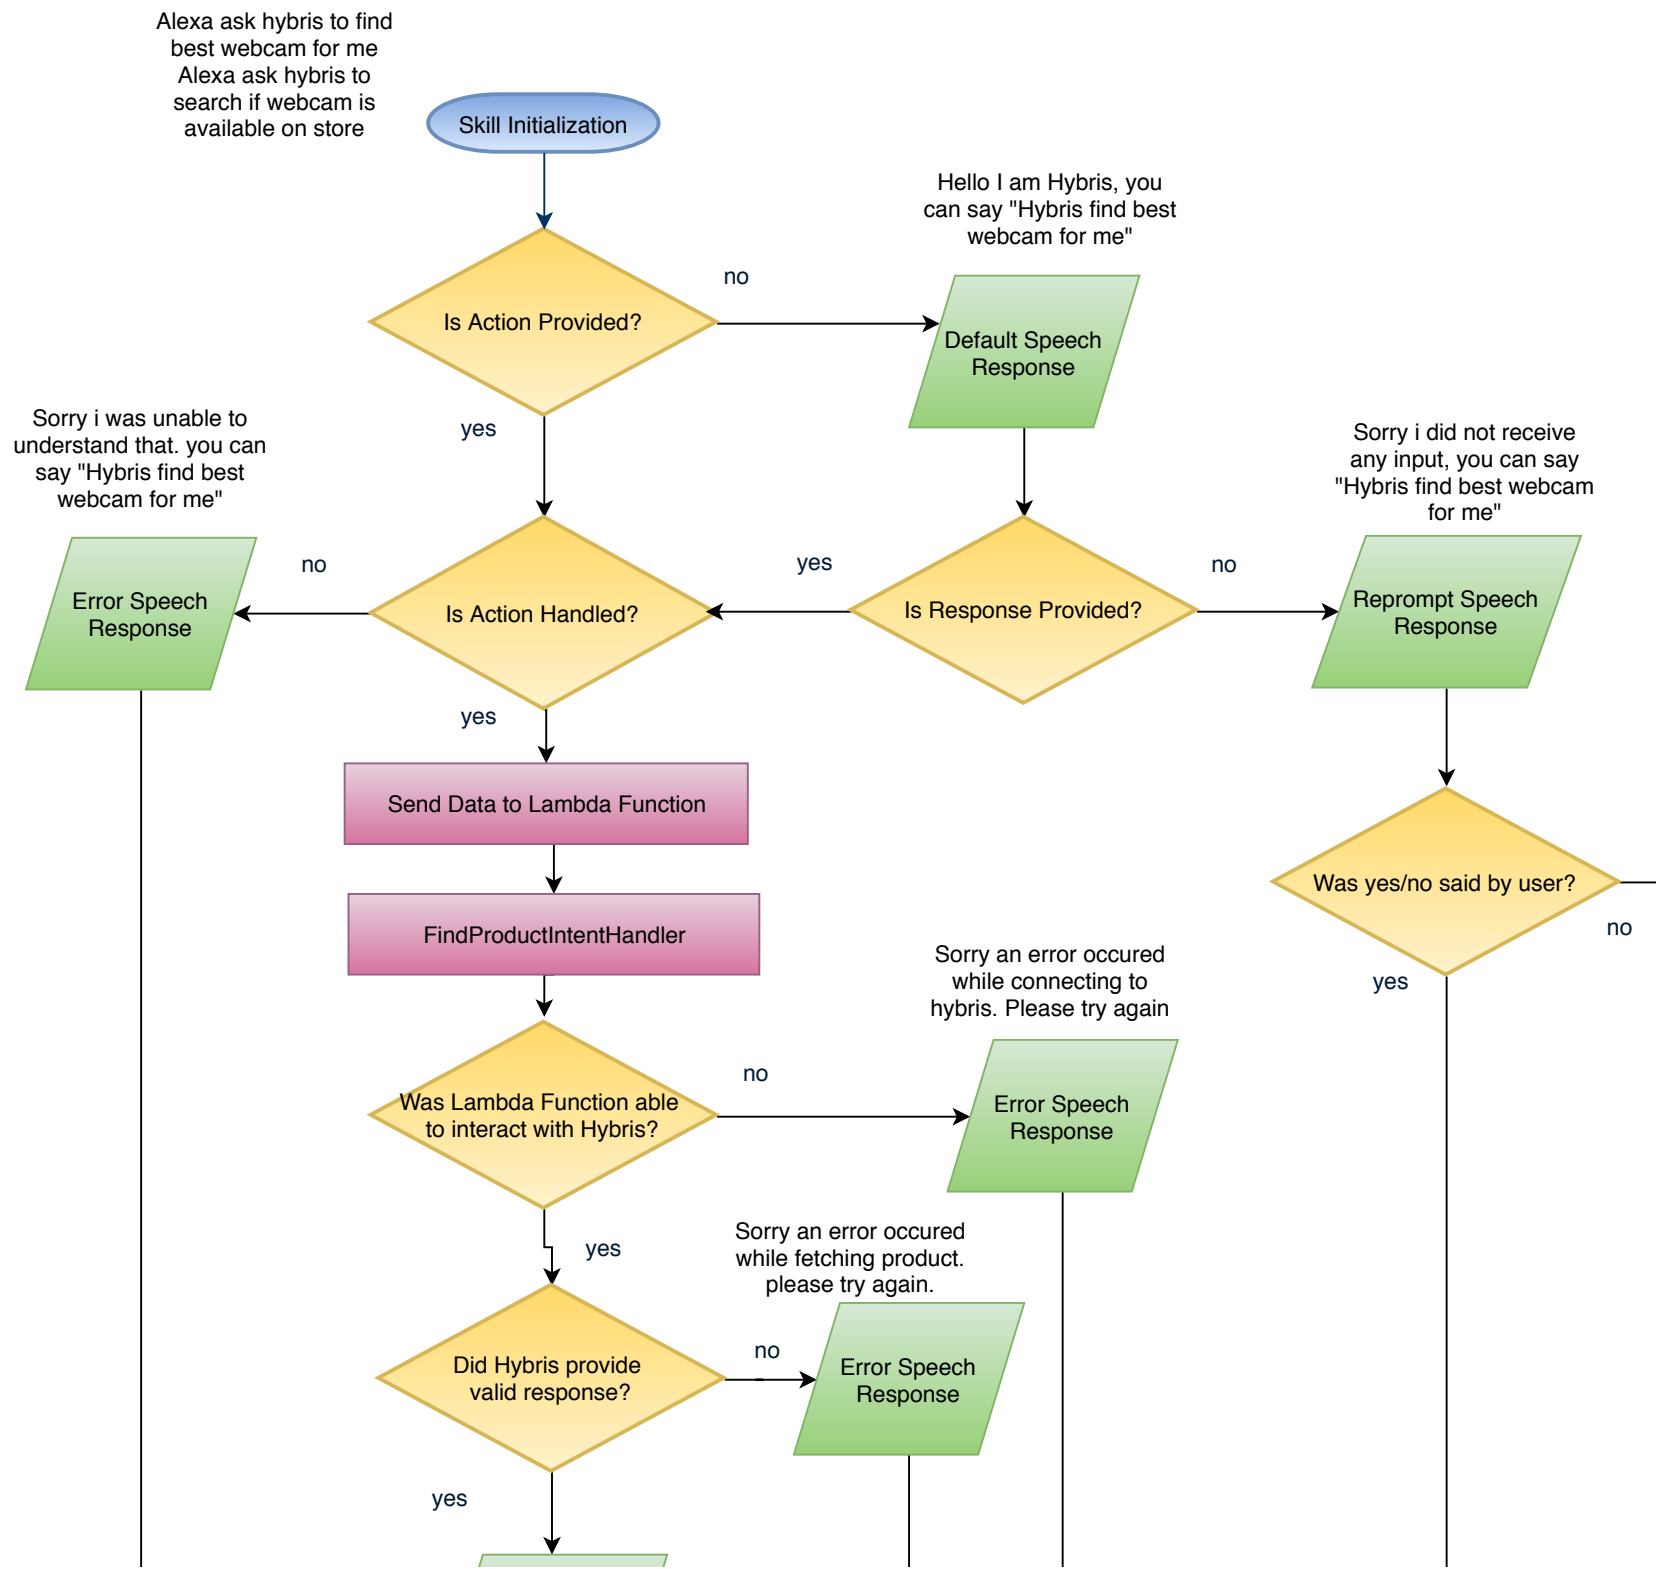 Alexa ask hybris to find
best webcam for me
Alexa ask hybris to
search if webcam is
available on store
Skill Initialization
Hello I am Hybris, you
can say "Hybris find best
webcam for me"
no
Is Action Provided?
Default Speech
Response
yes
Sorry i was unable to
understand that. you can
say "Hybris find best
webcam for me"
Sorry i did not receive
any input, you can say
"Hybris find best webcam
for me"
no
yes
no
Error Speech
Response
Is Action Handled?
Is Response Provided?
Reprompt Speech
Response
yes
Send Data to Lambda Function
Was yes/no said by user?
no
FindProductIntentHandler
Sorry an error occured
while connecting to
hybris. Please try again
yes
no
Was Lambda Function able
to interact with Hybris?
Error Speech
Response
yes
Sorry an error occured
while fetching product.
please try again.
no
Did Hybris provide
valid response?
Error Speech
Response
yes